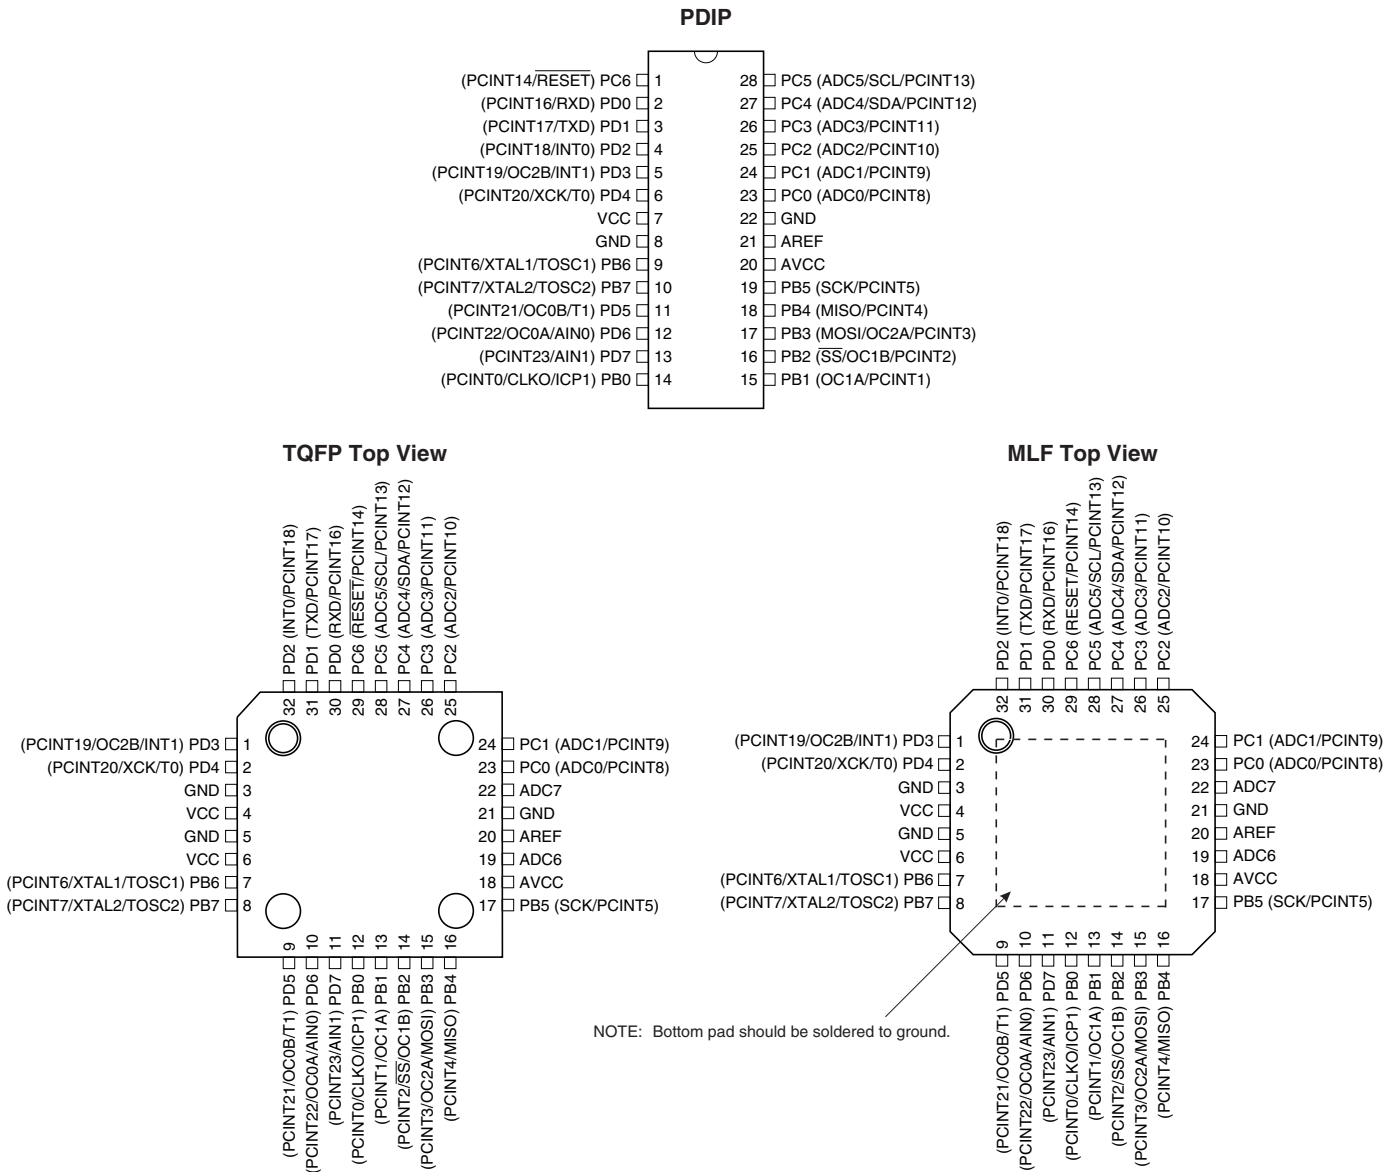 PDIP
(PCINT14/RESET) PC6 1 28 PC5 (ADC5/SCL/PCINT13)
(PCINT16/RXD) PD0 2 27 PC4 (ADC4/SDA/PCINT12)
(PCINT17/TXD) PD1 3 26 PC3 (ADC3/PCINT11)
(PCINT18/INT0) PD2 4 25 PC2 (ADC2/PCINT10)
(PCINT19/OC2B/INT1) PD3 5 24 PC1 (ADC1/PCINT9)
(PCINT20/XCK/T0) PD4 6 23 PC0 (ADC0/PCINT8)
VCC 7 22 GND
GND 8 21 AREF
(PCINT6/XTAL1/TOSC1) PB6 9 20 AVCC
(PCINT7/XTAL2/TOSC2) PB7 10 19 PB5 (SCK/PCINT5)
(PCINT21/OC0B/T1) PD5 11 18 PB4 (MISO/PCINT4)
(PCINT22/OC0A/AIN0) PD6 12 17 PB3 (MOSI/OC2A/PCINT3)
(PCINT23/AIN1) PD7 13 16 PB2 (SS/OC1B/PCINT2)
(PCINT0/CLKO/ICP1) PB0 14 15 PB1 (OC1A/PCINT1)
TQFP Top View
32 PD2 (INT0/PCINT18)
31 PD1 (TXD/PCINT17)
30 PD0 (RXD/PCINT16)
29 PC6 (RESET/PCINT14)
28 PC5 (ADC5/SCL/PCINT13)
27 PC4 (ADC4/SDA/PCINT12)
26 PC3 (ADC3/PCINT11)
25 PC2 (ADC2/PCINT10)
(PCINT19/OC2B/INT1) PD3 1 24 PC1 (ADC1/PCINT9)
(PCINT20/XCK/T0) PD4 2 23 PC0 (ADC0/PCINT8)
GND 3 22 ADC7
VCC 4 21 GND
GND 5 20 AREF
VCC 6 19 ADC6
(PCINT6/XTAL1/TOSC1) PB6 7 18 AVCC
(PCINT7/XTAL2/TOSC2) PB7 8 17 PB5 (SCK/PCINT5)
(PCINT21/OC0B/T1) PD5 9
(PCINT22/OC0A/AIN0) PD6 10
(PCINT23/AIN1) PD7 11
(PCINT0/CLKO/ICP1) PB0 12
(PCINT1/OC1A) PB1 13
(PCINT2/SS/OC1B) PB2 14
(PCINT3/OC2A/MOSI) PB3 15
(PCINT4/MISO) PB4 16
MLF Top View
32 PD2 (INT0/PCINT18)
31 PD1 (TXD/PCINT17)
30 PD0 (RXD/PCINT16)
29 PC6 (RESET/PCINT14)
28 PC5 (ADC5/SCL/PCINT13)
27 PC4 (ADC4/SDA/PCINT12)
26 PC3 (ADC3/PCINT11)
25 PC2 (ADC2/PCINT10)
(PCINT19/OC2B/INT1) PD3 1 24 PC1 (ADC1/PCINT9)
(PCINT20/XCK/T0) PD4 2 23 PC0 (ADC0/PCINT8)
GND 3 22 ADC7
VCC 4 21 GND
GND 5 20 AREF
VCC 6 19 ADC6
(PCINT6/XTAL1/TOSC1) PB6 7 18 AVCC
(PCINT7/XTAL2/TOSC2) PB7 8 17 PB5 (SCK/PCINT5)
(PCINT21/OC0B/T1) PD5 9
(PCINT22/OC0A/AIN0) PD6 10
(PCINT23/AIN1) PD7 11
(PCINT0/CLKO/ICP1) PB0 12
(PCINT1/OC1A) PB1 13
(PCINT2/SS/OC1B) PB2 14
(PCINT3/OC2A/MOSI) PB3 15
(PCINT4/MISO) PB4 16
NOTE: Bottom pad should be soldered to ground.